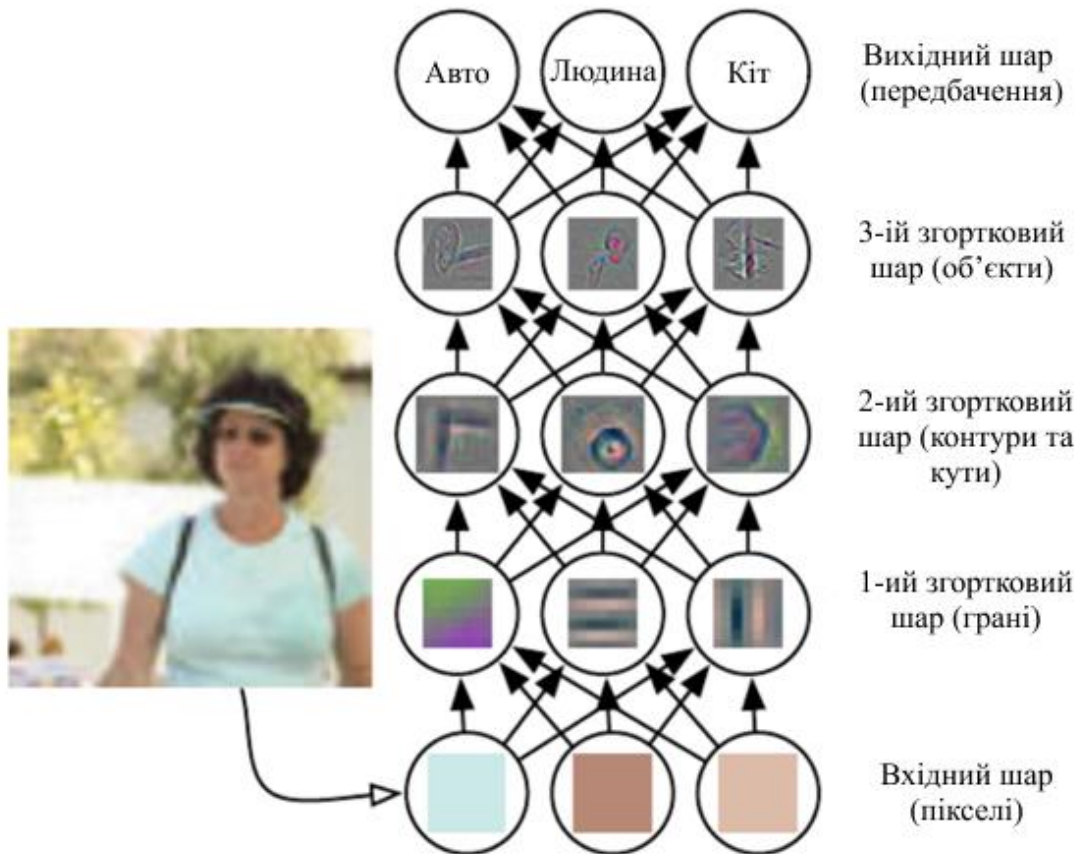 Авто
Людина
Кіт
Вихідний шар
(передбачення)
3-ій згортковий
шар (об’єкти)
2-ий згортковий
шар (контури та
кути)
1-ий згортковий
шар (грані)
Вхідний шар
(пікселі)